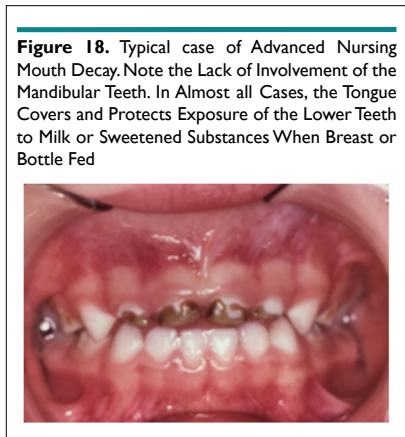 Figure 18. Typical case of Advanced Nursing
Mouth Decay. Note the Lack of Involvement of the
Mandibular Teeth. In Almost all Cases, the Tongue
Covers and Protects Exposure of the Lower Teeth
to Milk or Sweetened Substances When Breast or
Bottle Fed